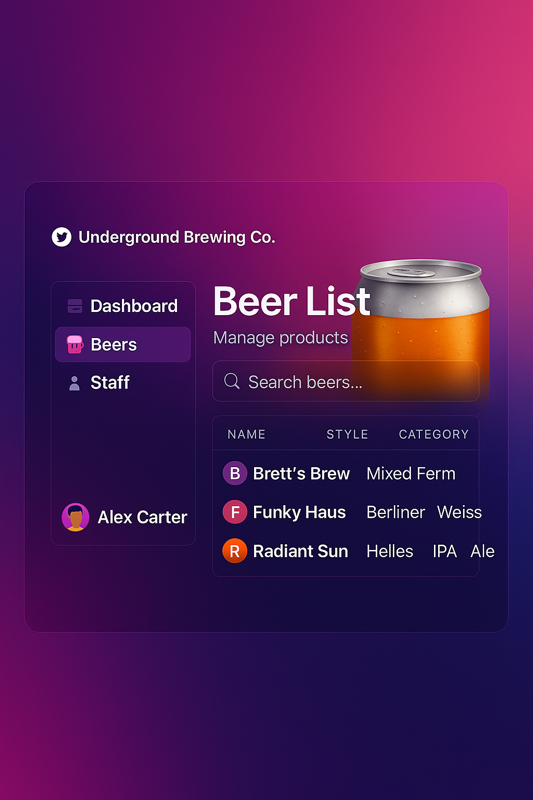 Underground Brewing Co.
Dashboard
Beers
Staff
Alex Carter
Beer List
Manage products
Search beers...
NAME STYLE CATEGORY
B Brett’s Brew Mixed Ferm
F Funky Haus Berliner Weiss
R Radiant Sun Helles IPA Ale